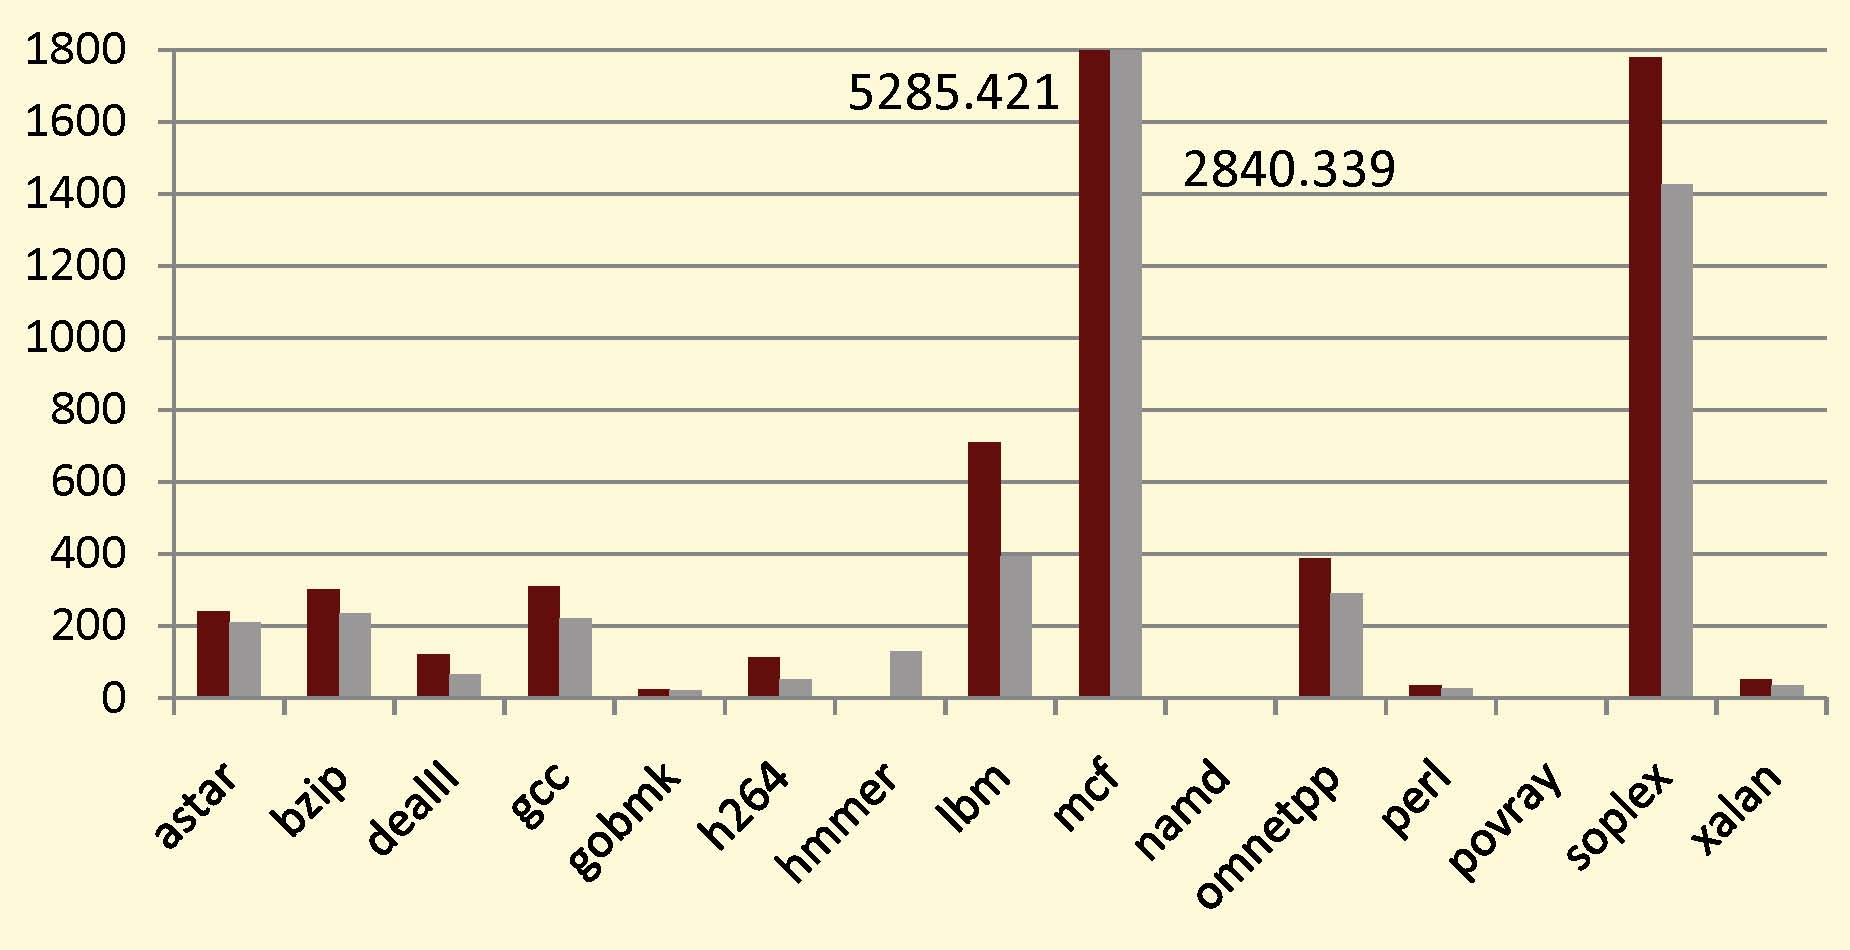 1800
5285.421
1600
2840.339
1400
1200
1000
800
600
400
200
0
astar
bzip
dealII
gcc
gobmk
h264
hmmer
lbm
mcf
namd
omnetpp
perl
povray
soplex
xalan